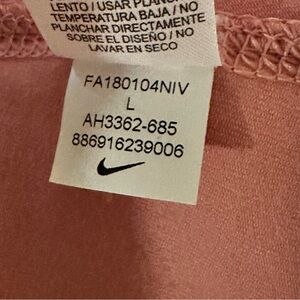 LENTO / USAR
TEMPERATURA BAJA / NO
PLANCHAR DIRECTAMENTE
SOBRE EL DISEÑO / NO
LAVAR EN SECO
FA180104NIV
L
AH3362-685
886916239006